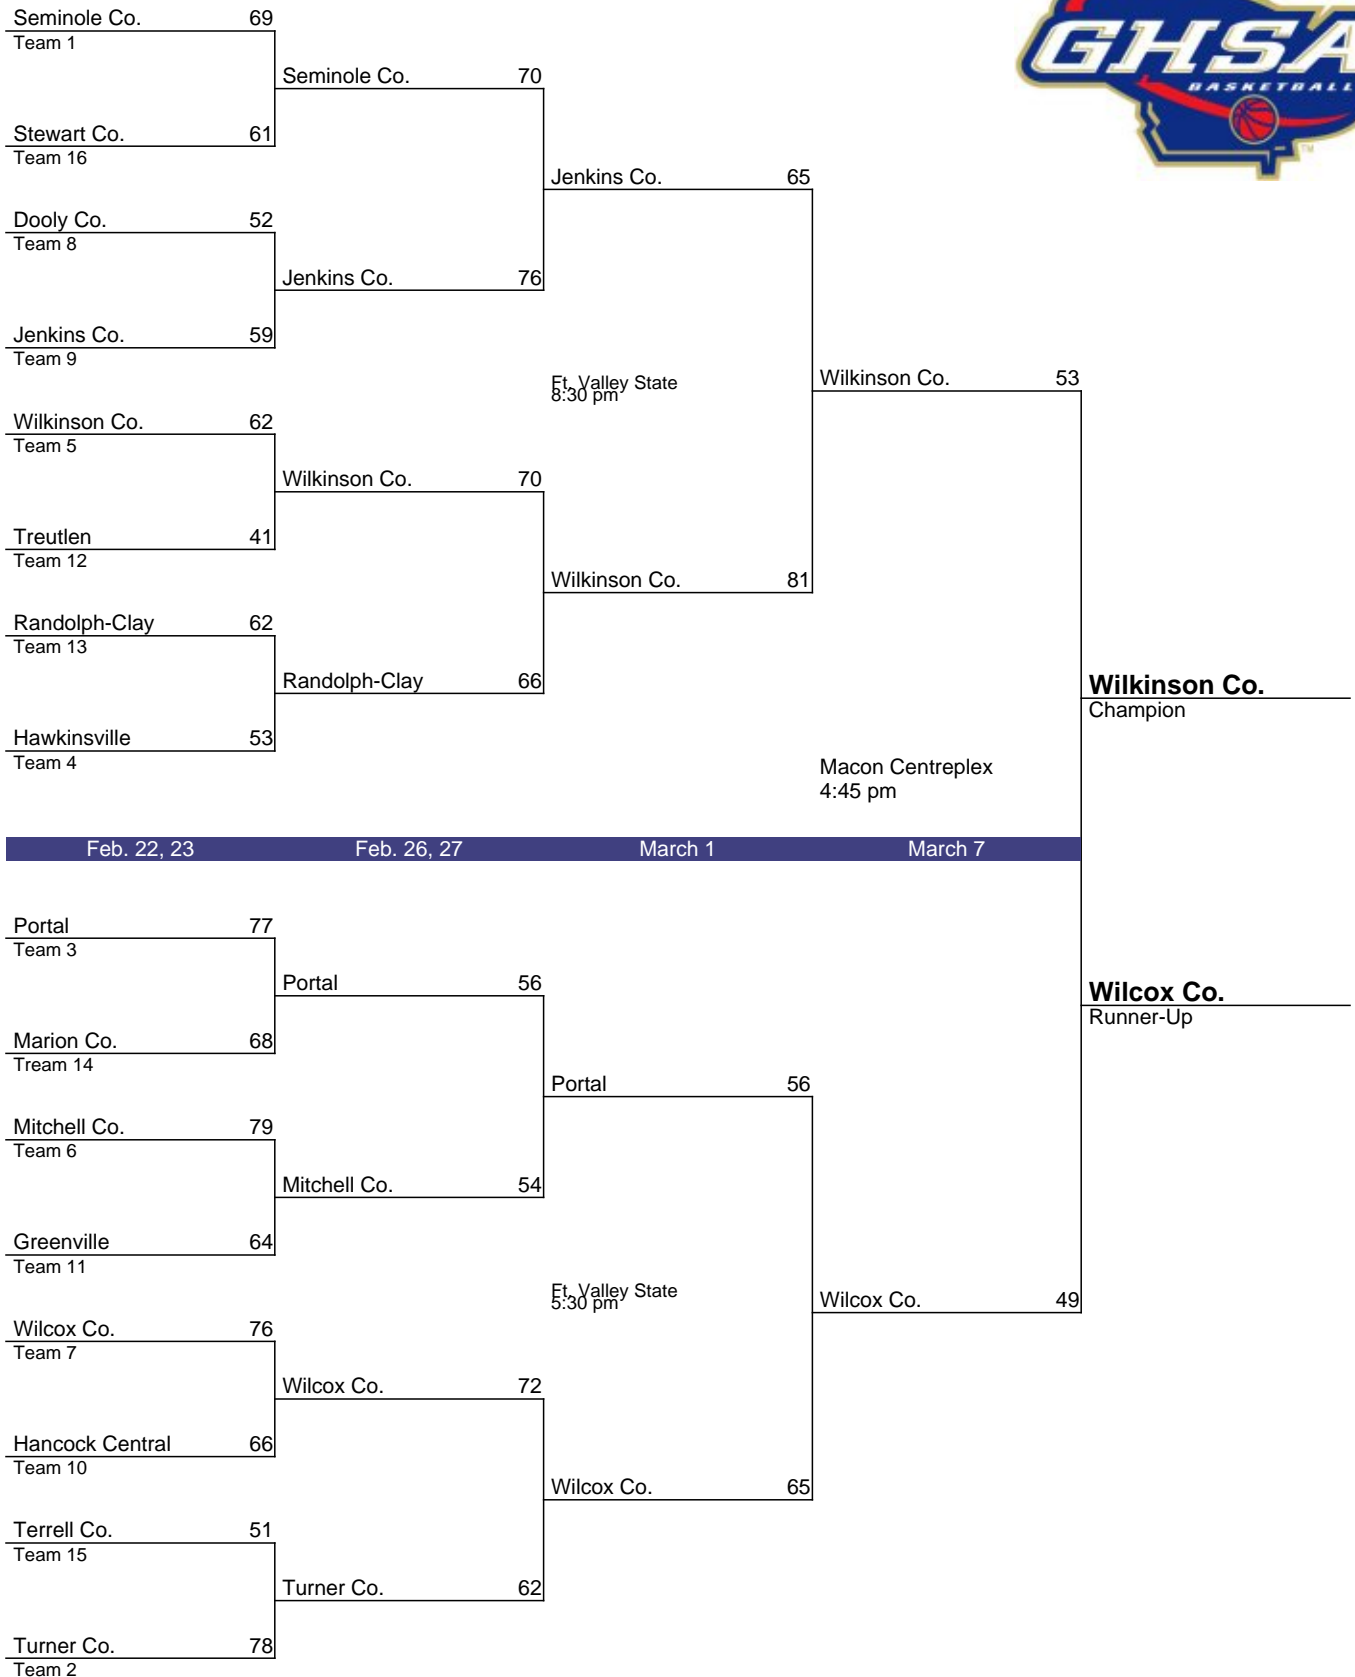 GHSA
BASKETBALL
TM
Seminole Co. 69
Team 1
Seminole Co. 70
Stewart Co. 61
Team 16
Jenkins Co. 65
Dooly Co. 52
Team 8
Jenkins Co. 76
Jenkins Co. 59
Team 9
Ft. Valley State
8:30 pm
Wilkinson Co. 53
Wilkinson Co. 62
Team 5
Wilkinson Co. 70
Treutlen 41
Team 12
Wilkinson Co. 81
Randolph-Clay 62
Team 13
Randolph-Clay 66
Wilkinson Co.
Champion
Hawkinsville 53
Team 4
Macon Centreplex
4:45 pm
Feb. 22, 23 Feb. 26, 27 March 1 March 7
Portal 77
Team 3
Portal 56
Wilcox Co.
Runner-Up
Marion Co. 68
Tream 14
Portal 56
Mitchell Co. 79
Team 6
Mitchell Co. 54
Greenville 64
Team 11
Ft. Valley State
5:30 pm
Wilcox Co. 49
Wilcox Co. 76
Team 7
Wilcox Co. 72
Hancock Central 66
Team 10
Wilcox Co. 65
Terrell Co. 51
Team 15
Turner Co. 62
Turner Co. 78
Team 2